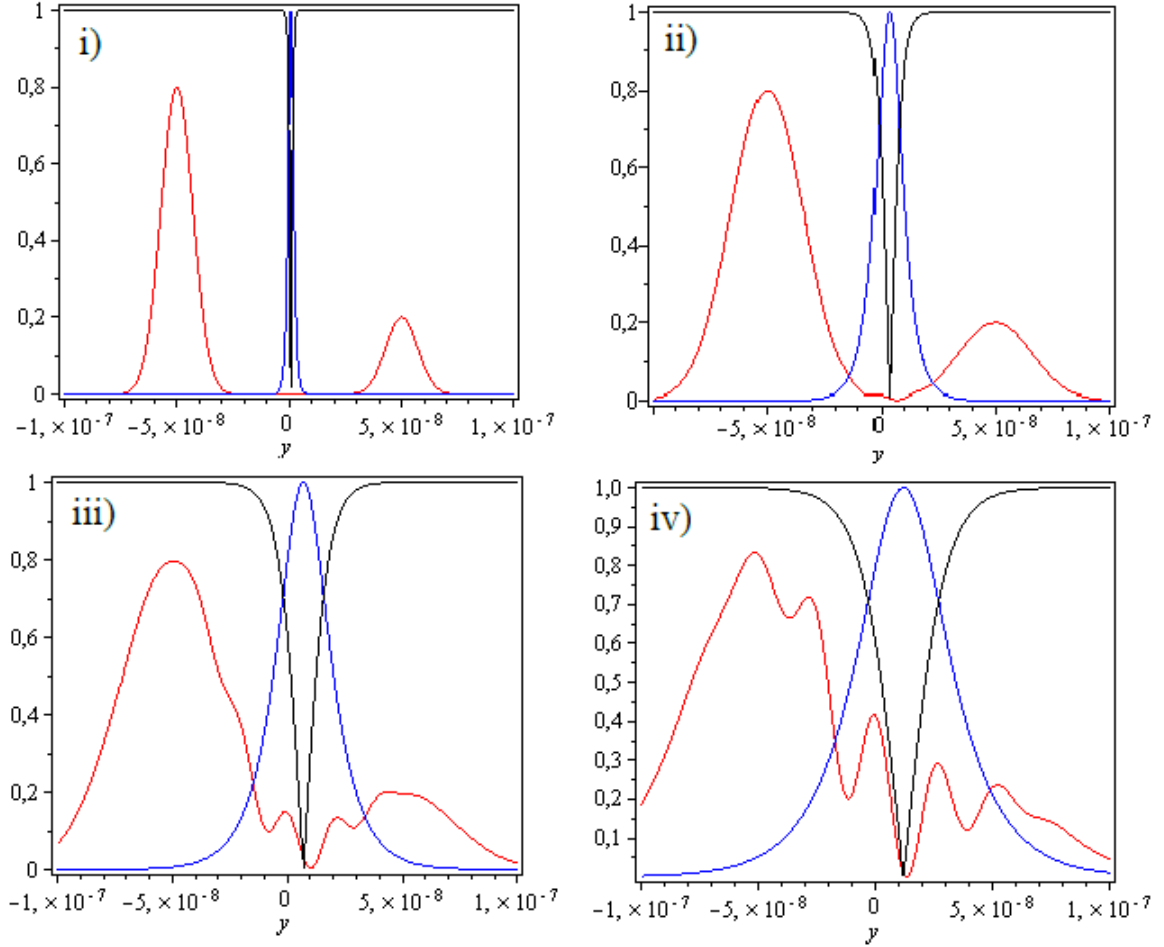 i)
1
0,8
0,6
0,4
0,2
0
−1, × 10⁻⁷ −5, × 10⁻⁸ 0 5, × 10⁻⁸ 1, × 10⁻⁷
y
ii)
1
0,8
0,6
0,4
0,2
0
−5, × 10⁻⁸ 0 5, × 10⁻⁸ 1, × 10⁻⁷
y
iii)
1
0,8
0,6
0,4
0,2
0
−1, × 10⁻⁷ −5, × 10⁻⁸ 0 5, × 10⁻⁸ 1, × 10⁻⁷
y
iv)
1,0
0,9
0,8
0,7
0,6
0,5
0,4
0,3
0,2
0,1
−1, × 10⁻⁷ −5, × 10⁻⁸ 0 5, × 10⁻⁸ 1, × 10⁻⁷
y